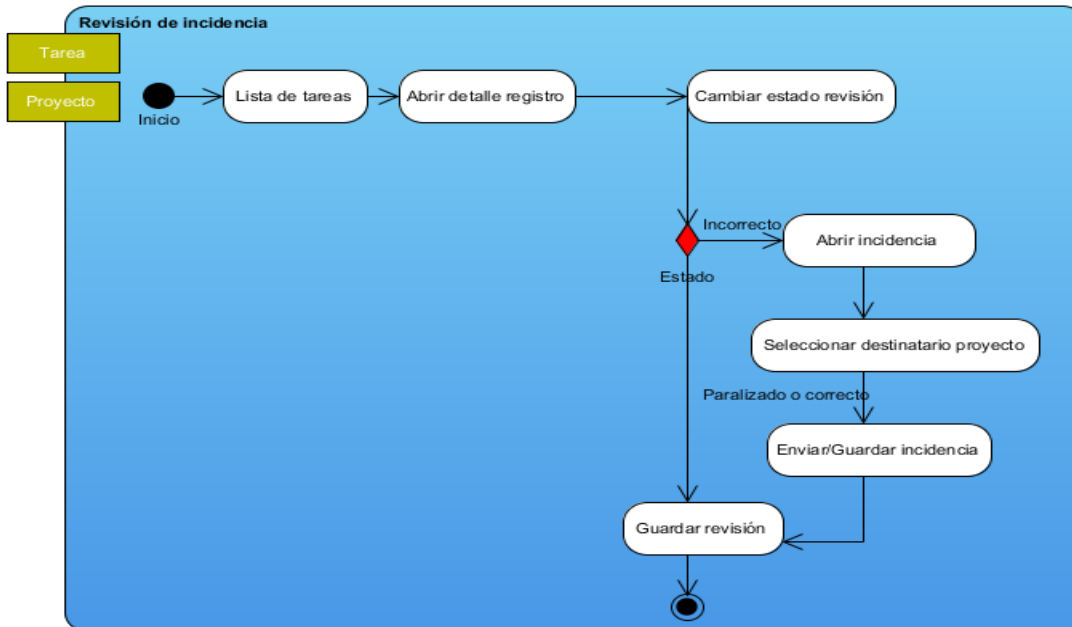 Revisión de incidencia
Tarea
Proyecto
Inicio
Lista de tareas
Abrir detalle registro
Cambiar estado revisión
Incorrecto
Abrir incidencia
Estado
Seleccionar destinatario proyecto
Paralizado o correcto
Enviar/Guardar incidencia
Guardar revisión